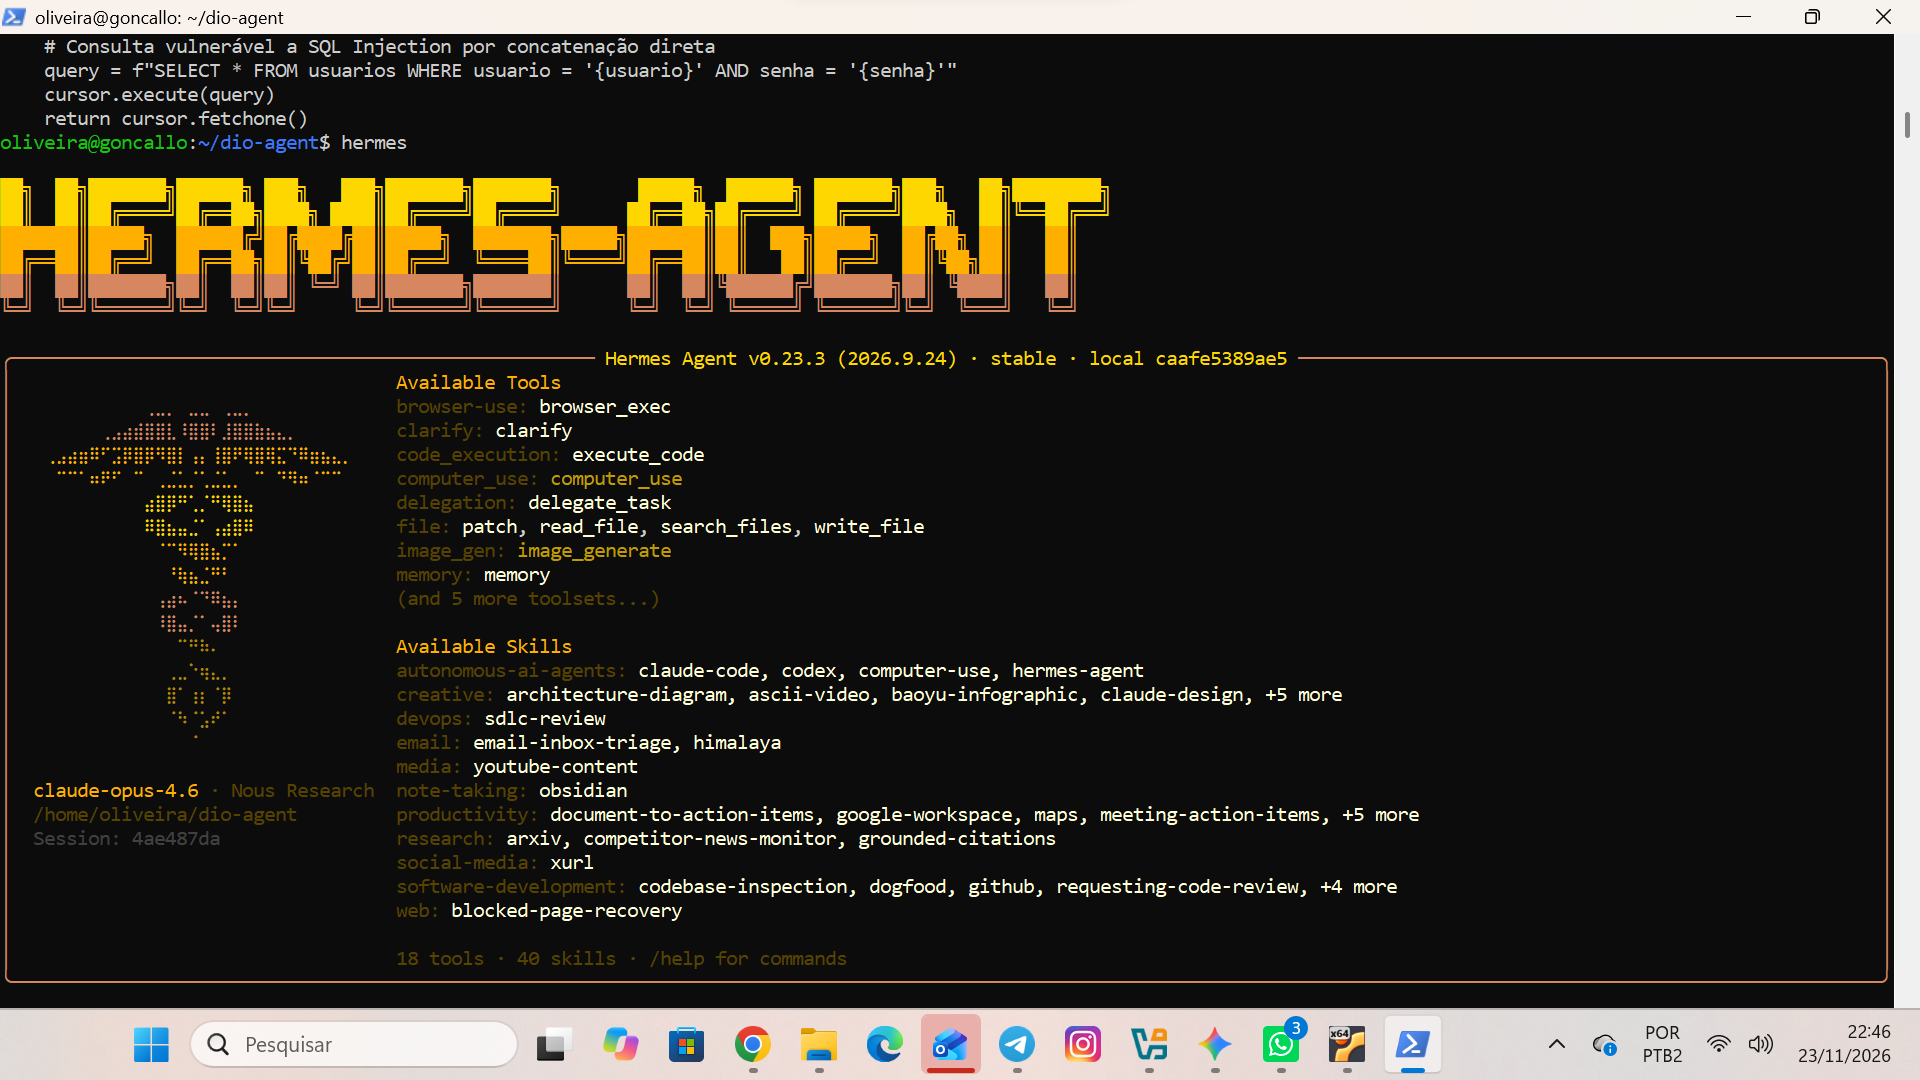 oliveira@goncallo: ~/dio-agent
# Consulta vulnerável a SQL Injection por concatenação direta
query = f"SELECT * FROM usuarios WHERE usuario = '{usuario}' AND senha = '{senha}'"
cursor.execute(query)
return cursor.fetchone()
oliveira@goncallo:~/dio-agent$ hermes
HERMES-AGENT
Hermes Agent v0.23.3 (2026.9.24) · stable · local caafe5389ae5
Available Tools
browser-use: browser_exec
clarify: clarify
code_execution: execute_code
computer_use: computer_use
delegation: delegate_task
file: patch, read_file, search_files, write_file
image_gen: image_generate
memory: memory
(and 5 more toolsets...)
Available Skills
autonomous-ai-agents: claude-code, codex, computer-use, hermes-agent
creative: architecture-diagram, ascii-video, baoyu-infographic, claude-design, +5 more
devops: sdlc-review
email: email-inbox-triage, himalaya
media: youtube-content
note-taking: obsidian
productivity: document-to-action-items, google-workspace, maps, meeting-action-items, +5 more
research: arxiv, competitor-news-monitor, grounded-citations
social-media: xurl
software-development: codebase-inspection, dogfood, github, requesting-code-review, +4 more
web: blocked-page-recovery
18 tools · 40 skills · /help for commands
claude-opus-4.6 · Nous Research
/home/oliveira/dio-agent
Session: 4ae487da
Pesquisar
3
x64
POR
PTB2
22:46
23/11/2026